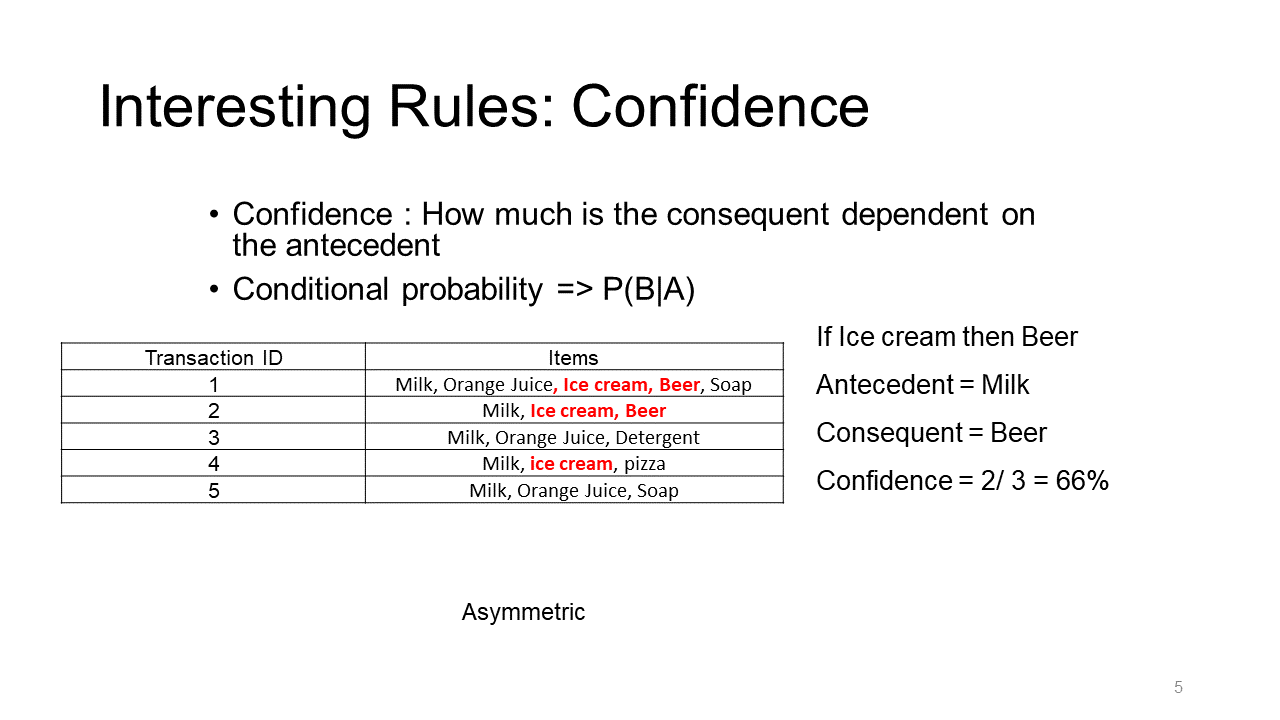 Interesting Rules: Confidence
• Confidence : How much is the consequent dependent on
the antecedent
• Conditional probability => P(B|A)
Transaction ID Items
1 Milk, Orange Juice, Ice cream, Beer, Soap
2 Milk, Ice cream, Beer
3 Milk, Orange Juice, Detergent
4 Milk, ice cream, pizza
5 Milk, Orange Juice, Soap
If Ice cream then Beer
Antecedent = Milk
Consequent = Beer
Confidence = 2/ 3 = 66%
Asymmetric
5